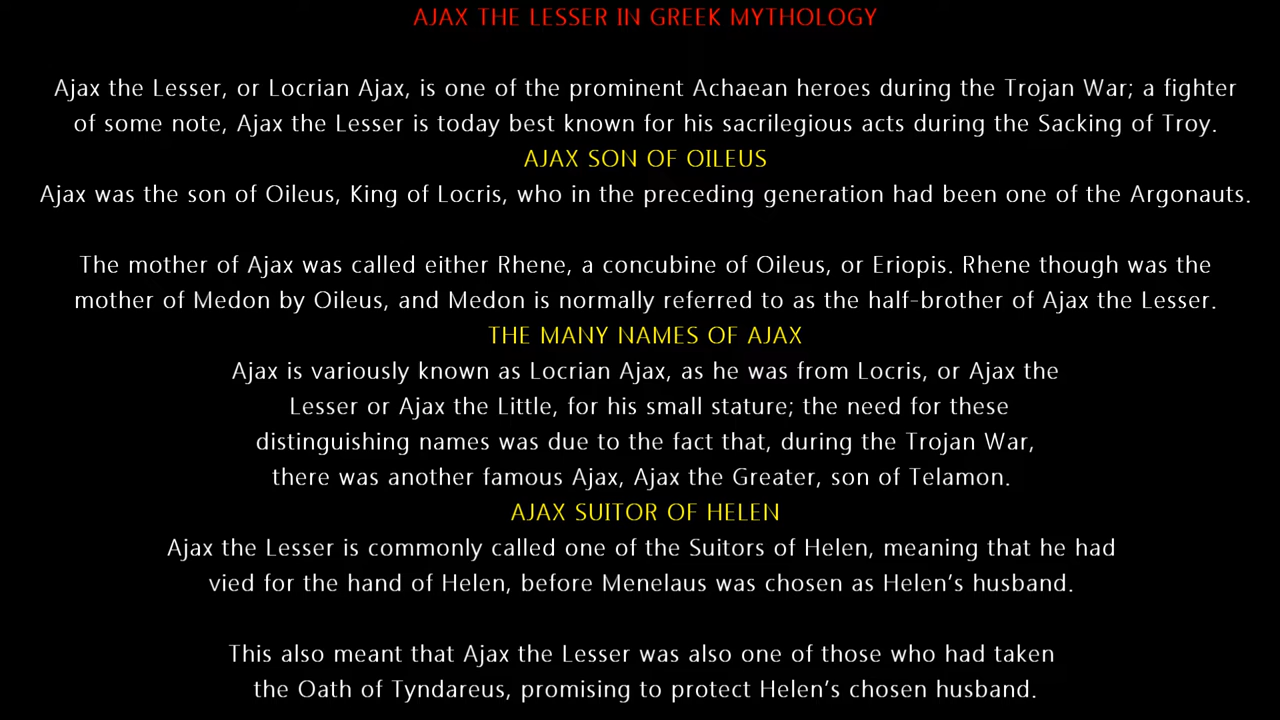 AJAX THE LESSER IN GREEK MYTHOLOGY
Ajax the Lesser, or Locrian Ajax, is one of the prominent Achaean heroes during the Trojan War; a fighter
of some note, Ajax the Lesser is today best known for his sacrilegious acts during the Sacking of Troy.
AJAX SON OF OILEUS
Ajax was the son of Oileus, King of Locris, who in the preceding generation had been one of the Argonauts.
The mother of Ajax was called either Rhene, a concubine of Oileus, or Eriopis. Rhene though was the
mother of Medon by Oileus, and Medon is normally referred to as the half-brother of Ajax the Lesser.
THE MANY NAMES OF AJAX
Ajax is variously known as Locrian Ajax, as he was from Locris, or Ajax the
Lesser or Ajax the Little, for his small stature; the need for these
distinguishing names was due to the fact that, during the Trojan War,
there was another famous Ajax, Ajax the Greater, son of Telamon.
AJAX SUITOR OF HELEN
Ajax the Lesser is commonly called one of the Suitors of Helen, meaning that he had
vied for the hand of Helen, before Menelaus was chosen as Helen's husband.
This also meant that Ajax the Lesser was also one of those who had taken
the Oath of Tyndareus, promising to protect Helen's chosen husband.